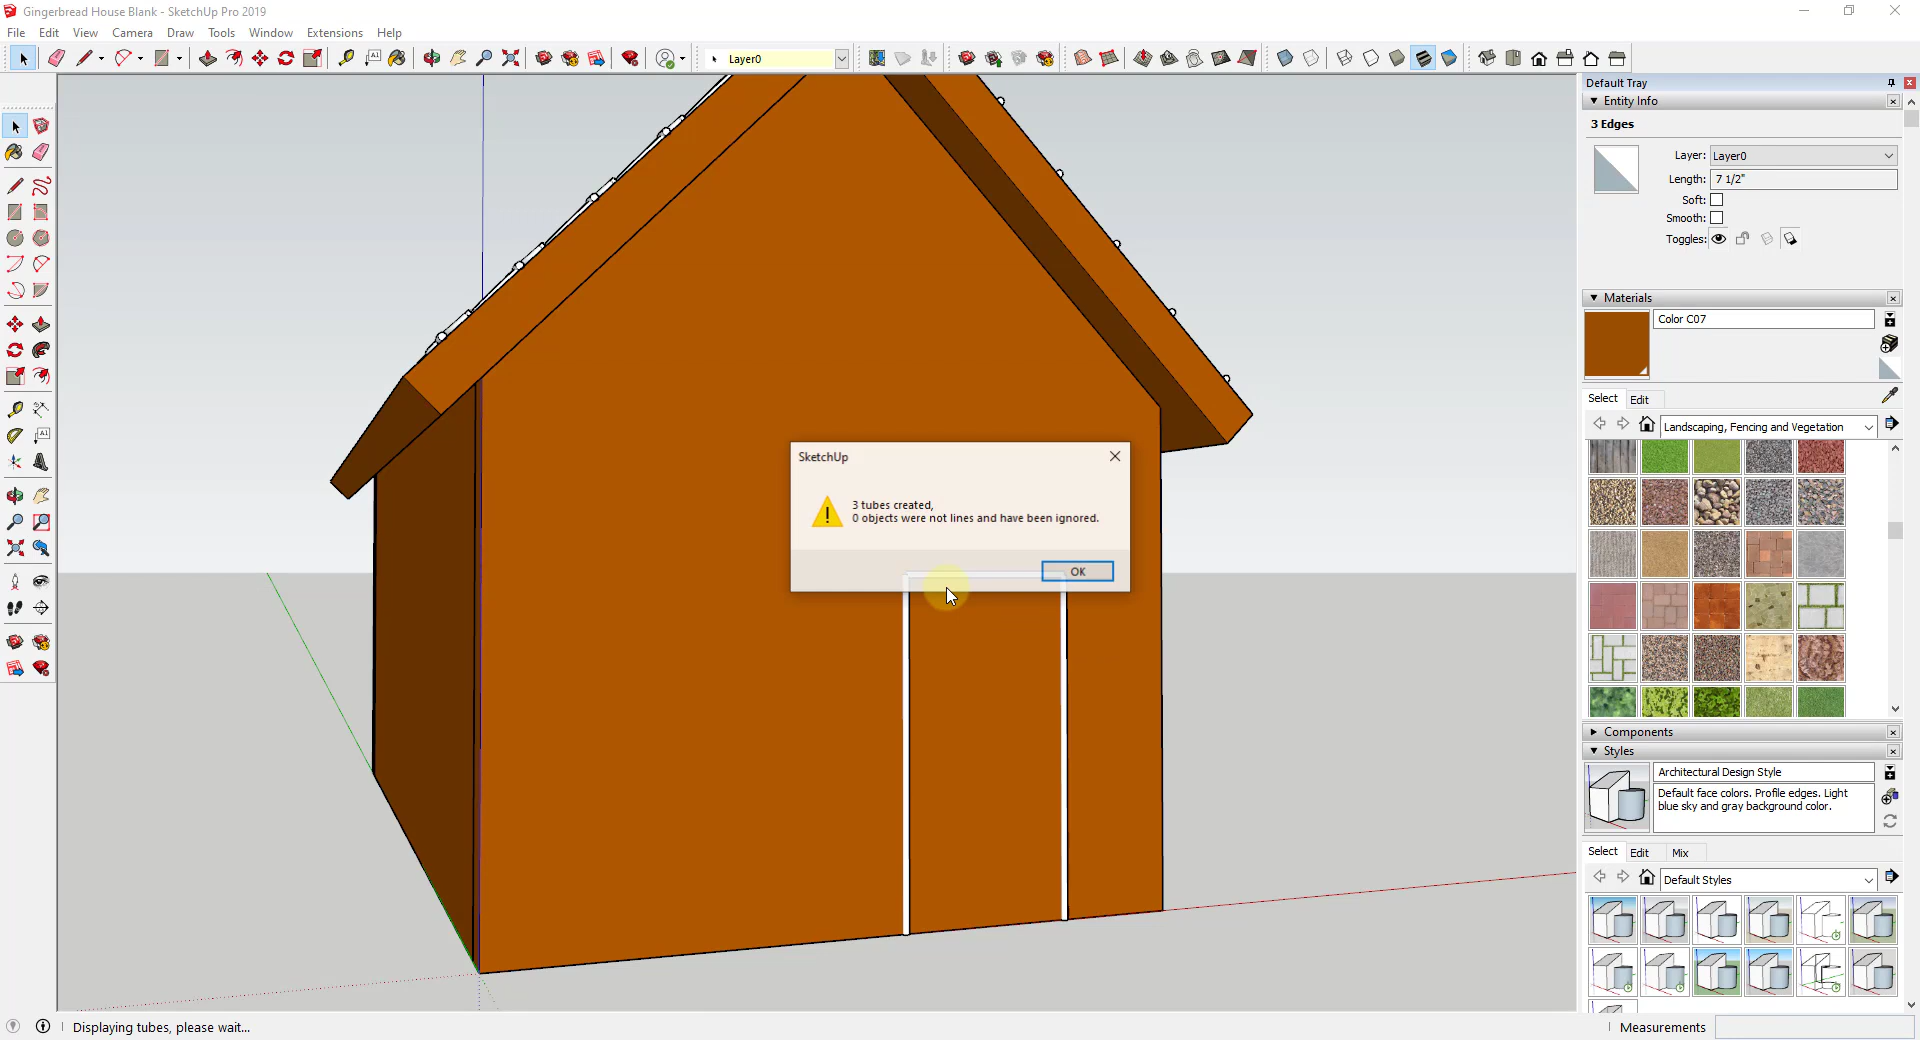 Gingerbread House Blank - SketchUp Pro 2019
File Edit View Camera Draw Tools Window Extensions Help
Layer0
Default Tray
Entity Info
3 Edges
Layer: Layer0
Length: 7 1/2"
Soft:
Smooth:
Toggles:
Materials
Color C07
Select Edit
Landscaping, Fencing and Vegetation
SketchUp
3 tubes created,
0 objects were not lines and have been ignored.
OK
Components
Styles
Architectural Design Style
Default face colors. Profile edges. Light
blue sky and gray background color.
Select Edit Mix
Default Styles
Displaying tubes, please wait...
Measurements